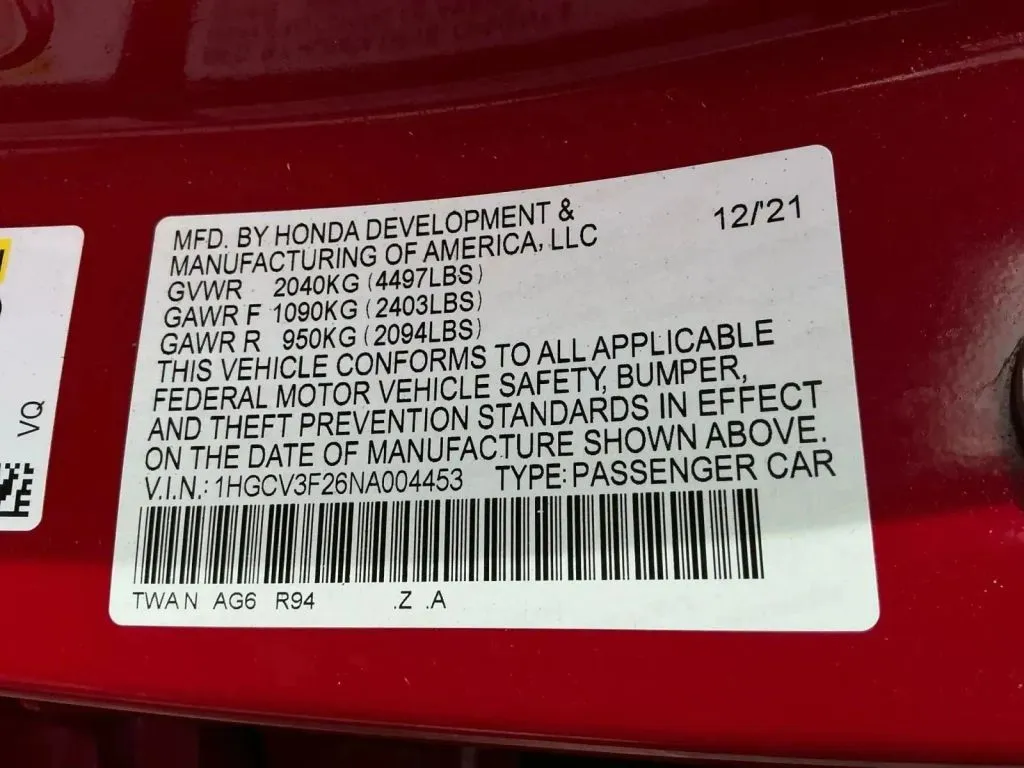 MFD. BY HONDA DEVELOPMENT &
MANUFACTURING OF AMERICA, LLC
12/'21
GVWR 2040KG (4497LBS)
GAWR F 1090KG (2403LBS)
GAWR R 950KG (2094LBS)
THIS VEHICLE CONFORMS TO ALL APPLICABLE
FEDERAL MOTOR VEHICLE SAFETY, BUMPER,
AND THEFT PREVENTION STANDARDS IN EFFECT
ON THE DATE OF MANUFACTURE SHOWN ABOVE.
V.I.N.: 1HGCV3F26NA004453 TYPE: PASSENGER CAR
TWAN AG6 R94 .Z .A
VQ